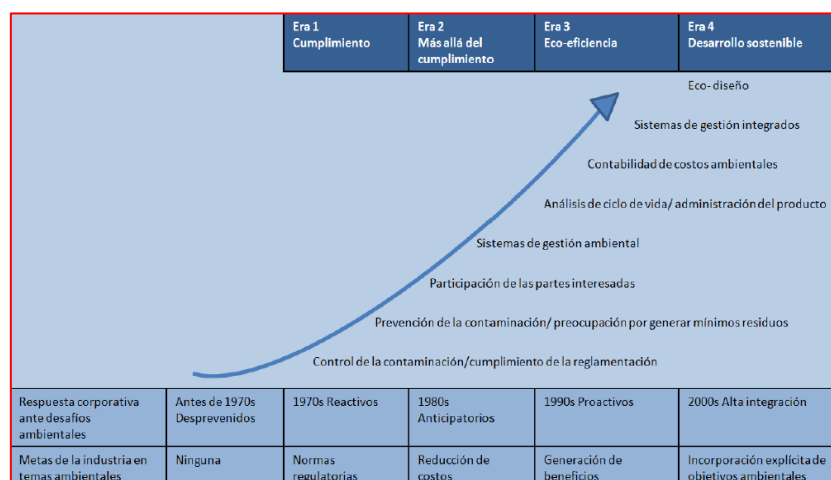 Era 1
Cumplimiento
Era 2
Más allá del
cumplimiento
Era 3
Eco-eficiencia
Era 4
Desarrollo sostenible
Eco- diseño
Sistemas de gestión integrados
Contabilidad de costos ambientales
Análisis de ciclo de vida/ administración del producto
Sistemas de gestión ambiental
Participación de las partes interesadas
Prevención de la contaminación/ preocupación por generar mínimos residuos
Control de la contaminación/cumplimiento de la reglamentación
Respuesta corporativa
ante desafíos
ambientales
Antes de 1970s
Desprevenidos
1970s Reactivos
1980s
Anticipatorios
1990s Proactivos
2000s Alta integración
Metas de la industria en
temas ambientales
Ninguna
Normas
regulatorias
Reducción de
costos
Generación de
beneficios
Incorporación explícita de
objetivos ambientales